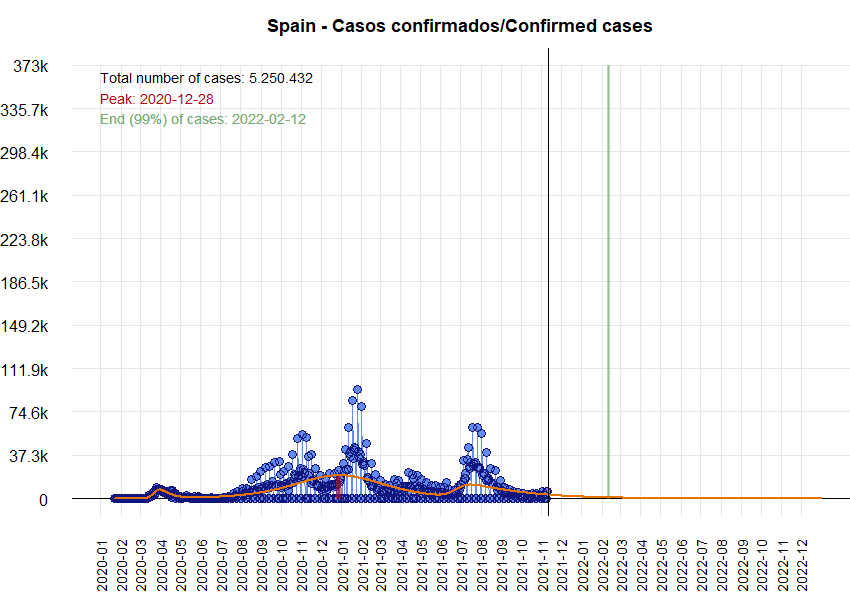 Spain - Casos confirmados/Confirmed cases
373k
335.7k
298.4k
261.1k
223.8k
186.5k
149.2k
111.9k
74.6k
37.3k
0
Total number of cases: 5.250.432
Peak: 2020-12-28
End (99%) of cases: 2022-02-12
2020-01
2020-02
2020-03
2020-04
2020-05
2020-06
2020-07
2020-08
2020-09
2020-10
2020-11
2020-12
2021-01
2021-02
2021-03
2021-04
2021-05
2021-06
2021-07
2021-08
2021-09
2021-10
2021-11
2021-12
2022-01
2022-02
2022-03
2022-04
2022-05
2022-06
2022-07
2022-08
2022-09
2022-10
2022-11
2022-12